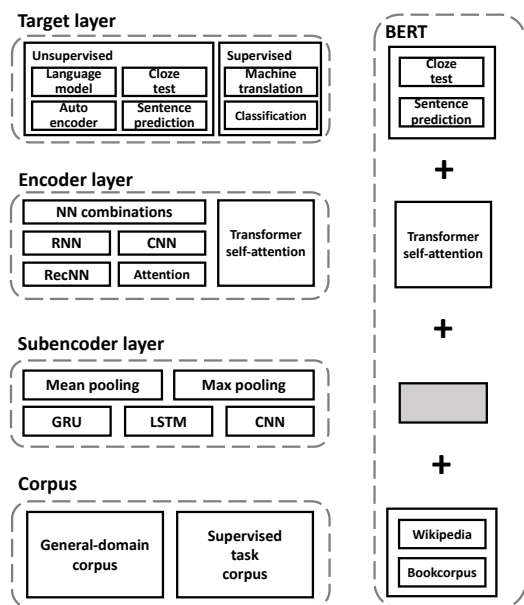 Target layer
Unsupervised
Supervised
Language
model
Cloze
test
Machine
translation
Auto
encoder
Sentence
prediction
Classification
Encoder layer
NN combinations
RNN
CNN
RecNN
Attention
Transformer
self-attention
Subencoder layer
Mean pooling
Max pooling
GRU
LSTM
CNN
Corpus
General-domain
corpus
Supervised
task
corpus
BERT
Cloze
test
Sentence
prediction
+
Transformer
self-attention
+
+
Wikipedia
Bookcorpus